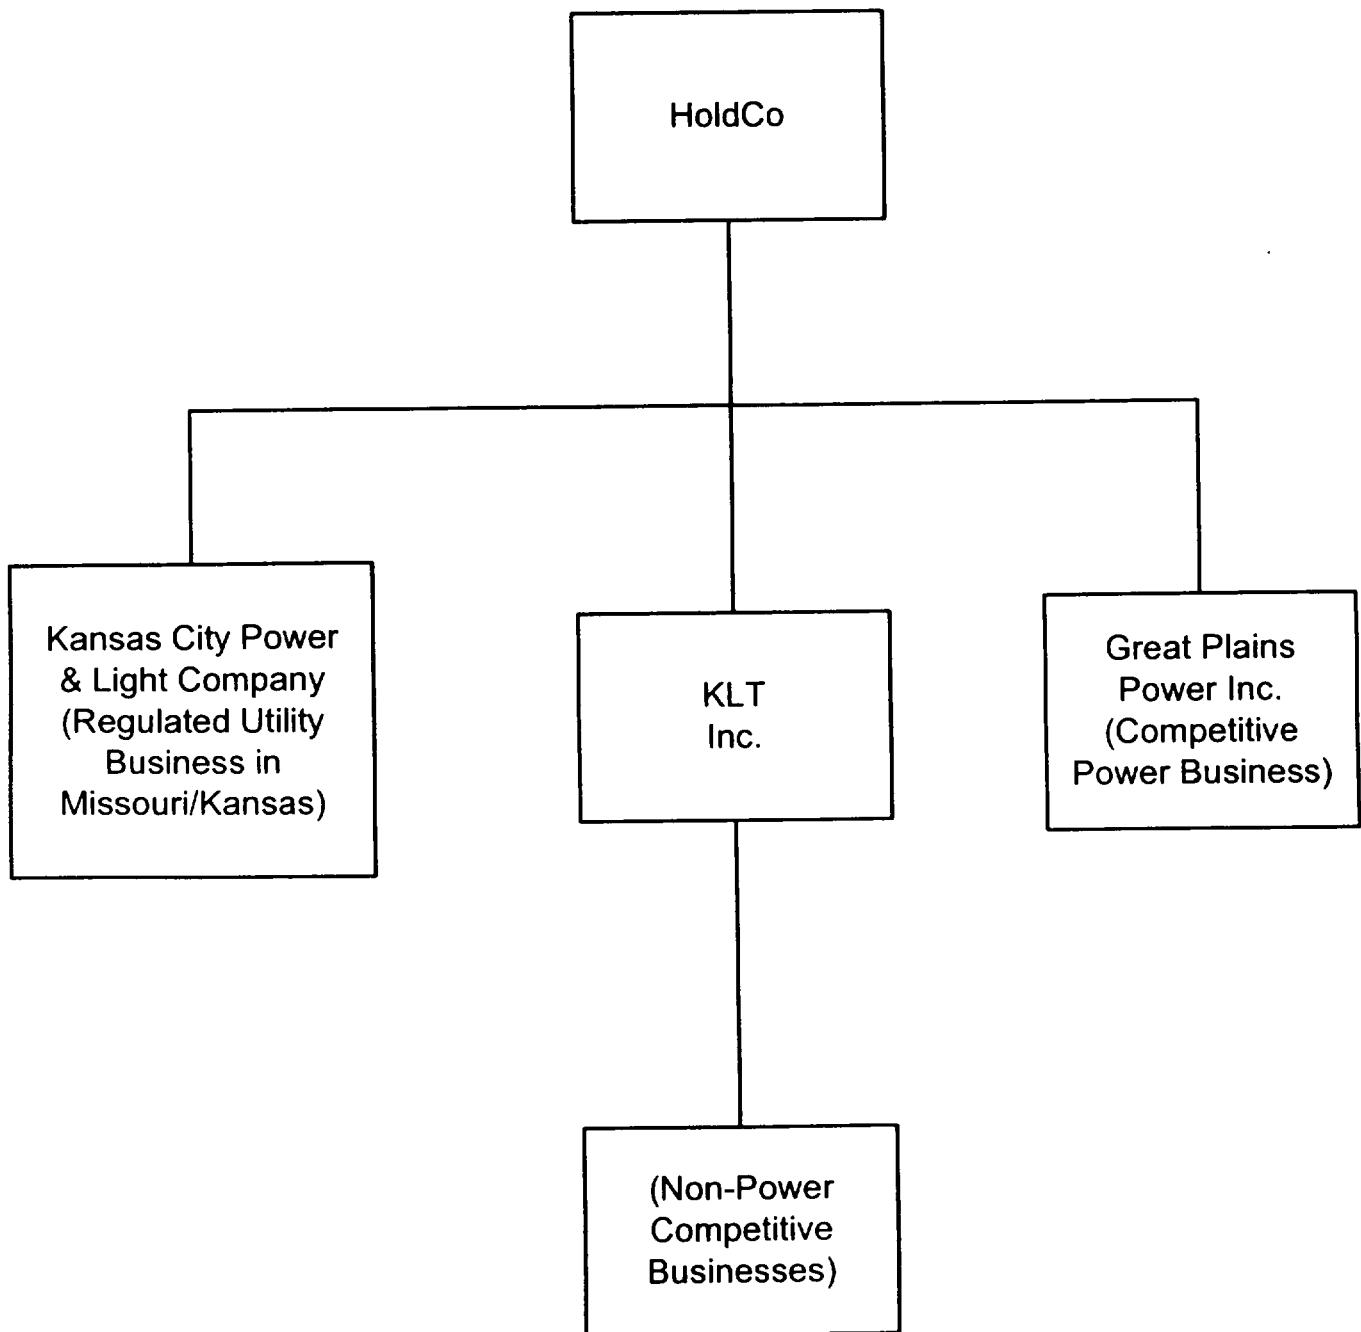 HoldCo
Kansas City Power
& Light Company
(Regulated Utility
Business in
Missouri/Kansas)
KLT
Inc.
Great Plains
Power Inc.
(Competitive
Power Business)
(Non-Power
Competitive
Businesses)